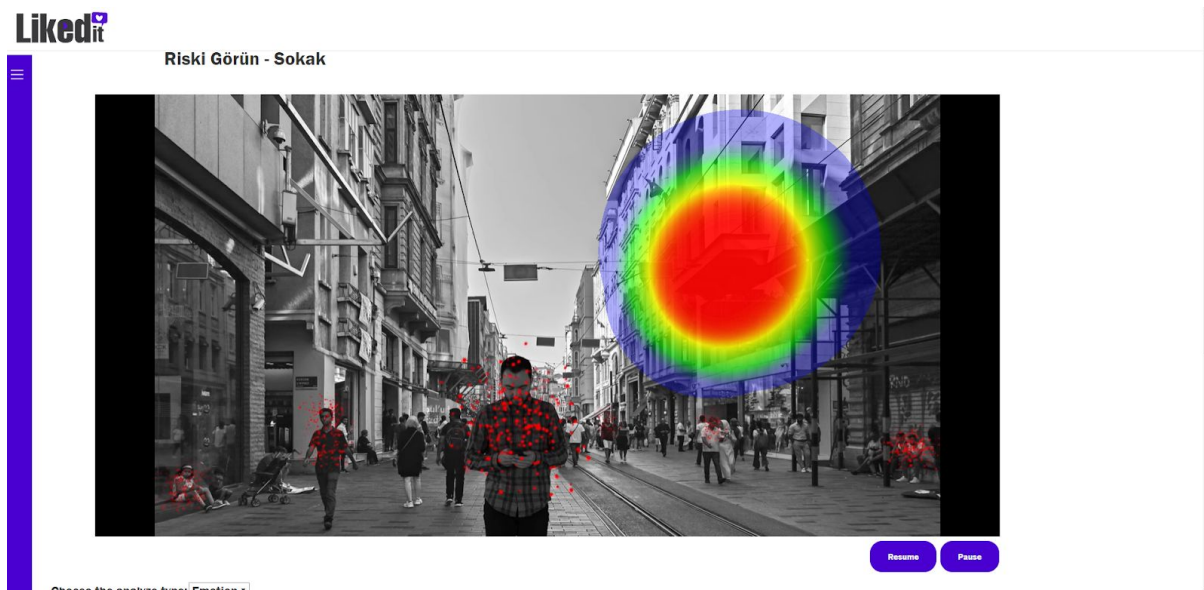 Likedit
Riski Görün - Sokak
Resume
Pause
Choose the analyze type: Emotion